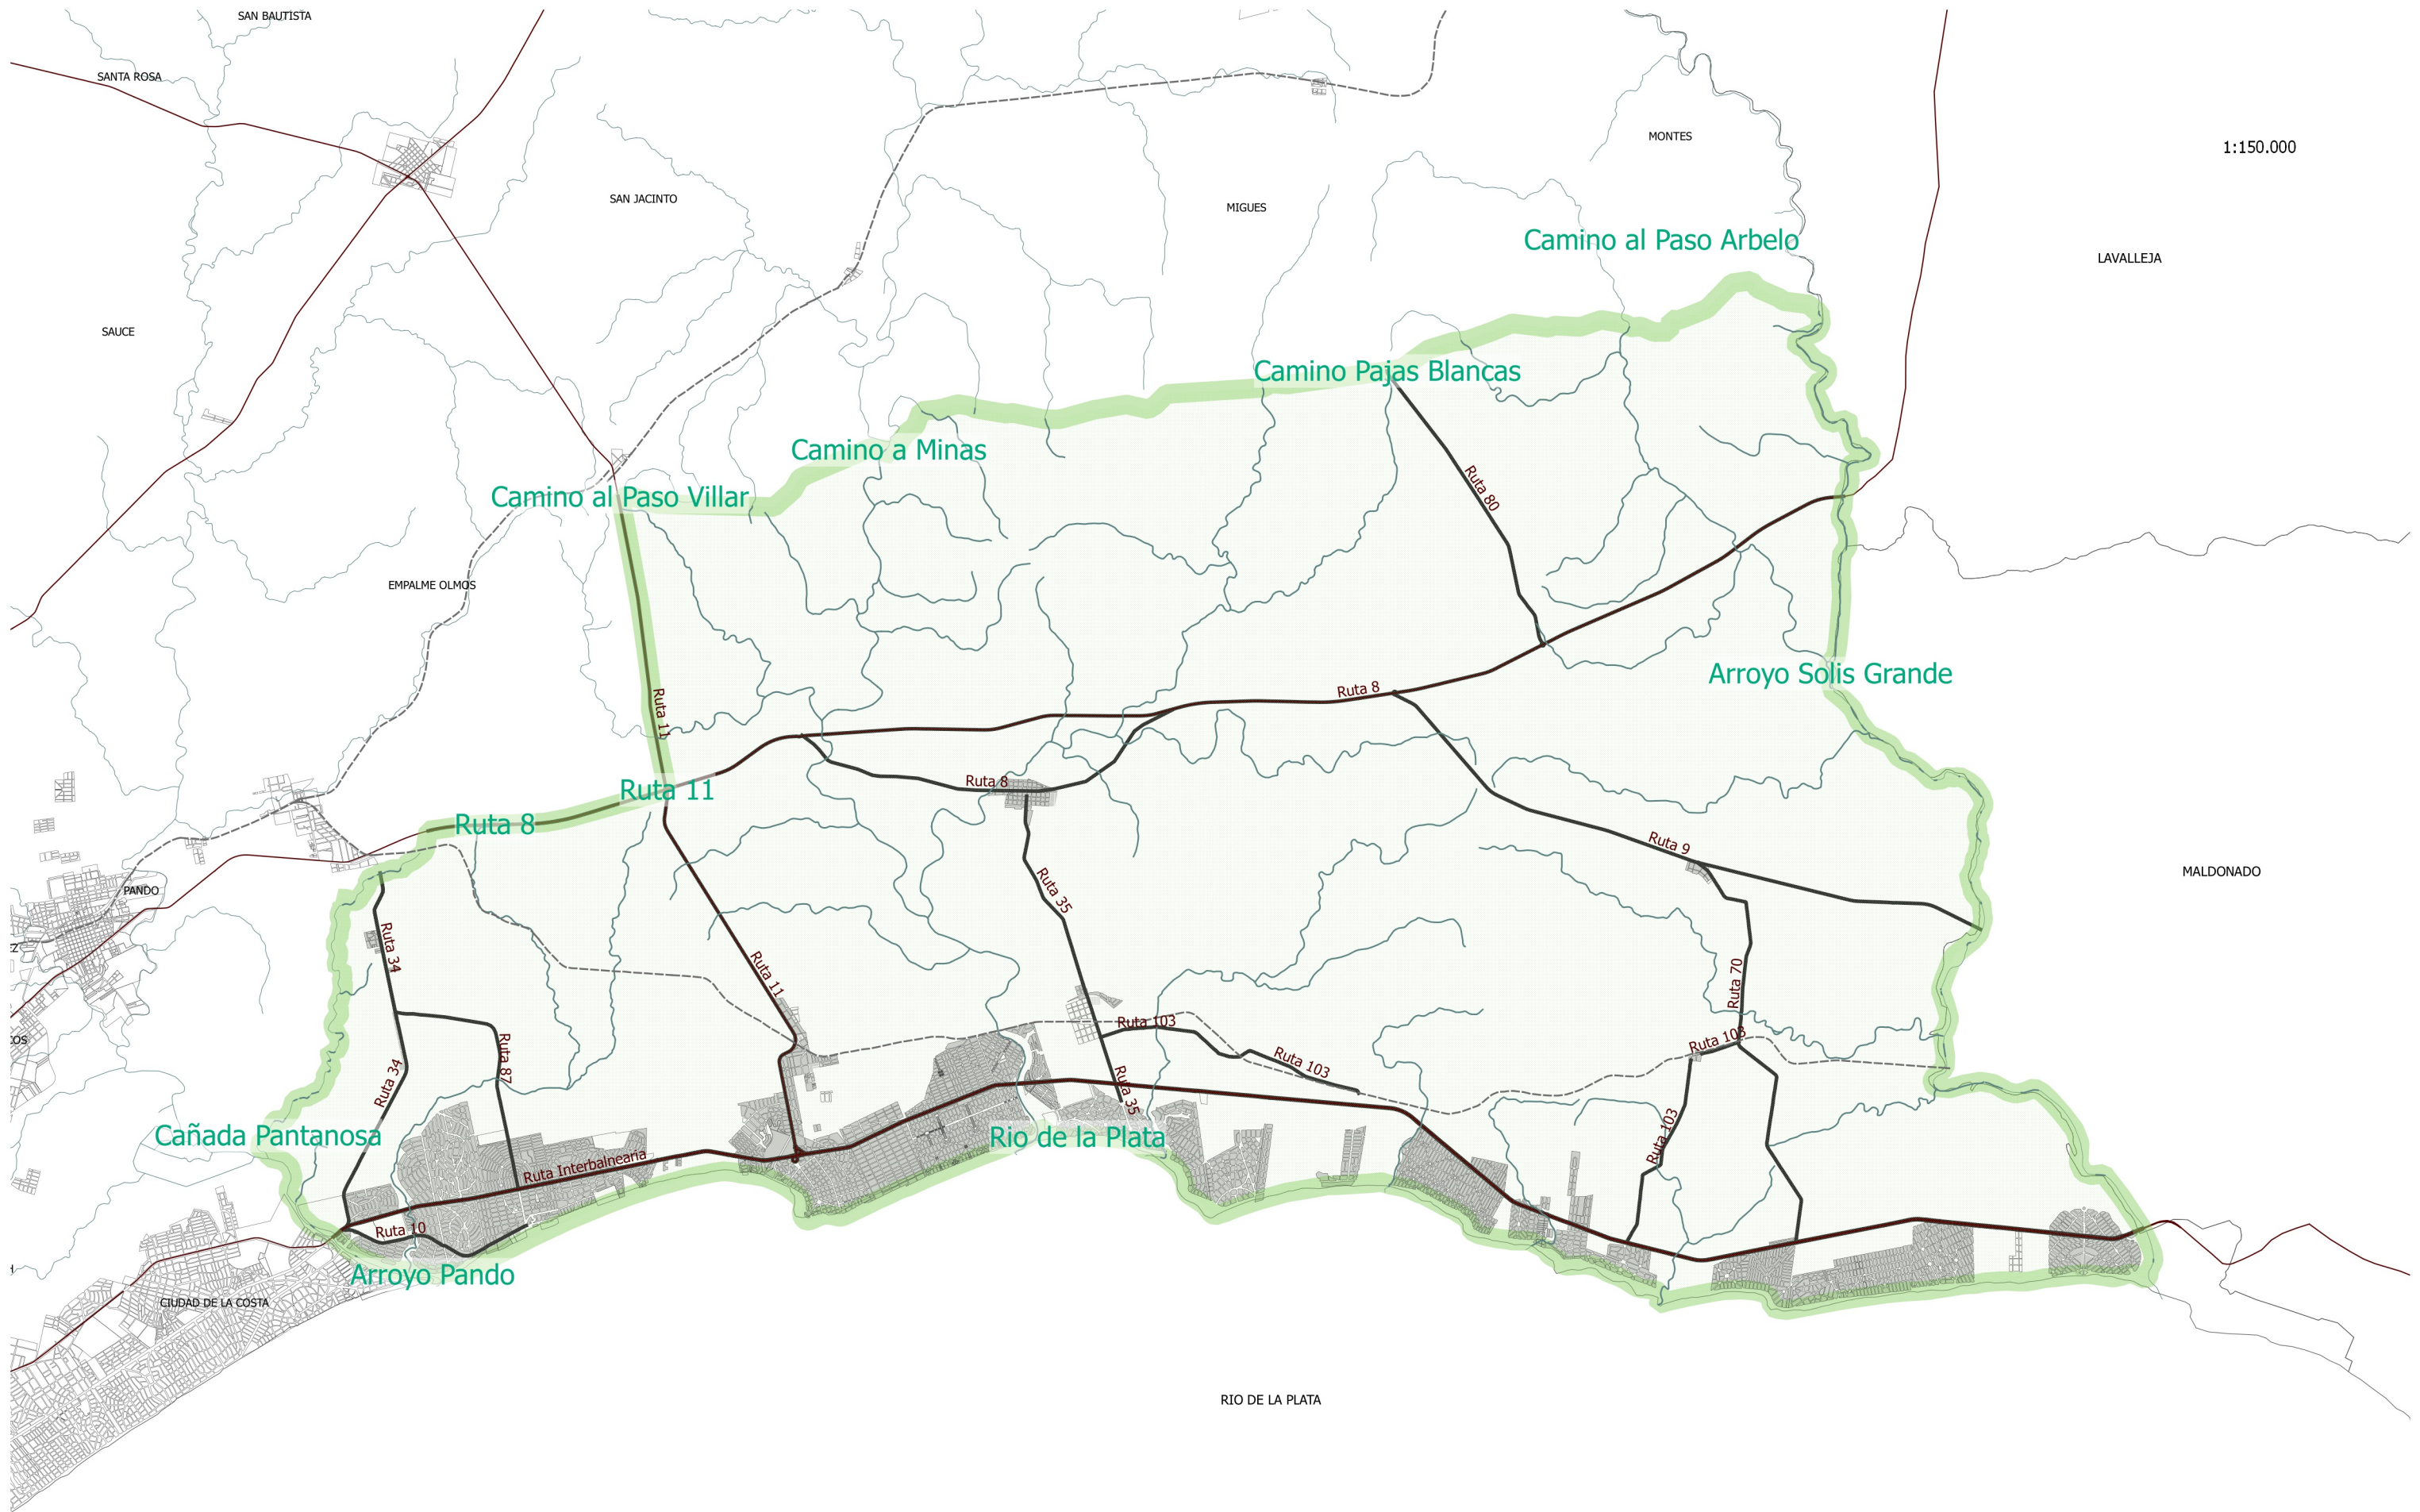 SAN BAUTISTA
SANTA ROSA
MONTES
1:150.000
SAN JACINTO
MIGUES
Camino al Paso Arbelo
LAVALLEJA
SAUCE
Camino Pajas Blancas
Camino a Minas
Ruta 80
Camino al Paso Villar
EMPALME OLMOS
Arroyo Solis Grande
Ruta 8
Ruta 11
Ruta 8
Ruta 11
Ruta 8
Ruta 9
MALDONADO
PANDO
Ruta 35
Ruta 34
Ruta 11
Ruta 70
Ruta 103
Ruta 103
Ruta 103
Ruta 87
Ruta 34
Ruta 35
Ruta 103
Cañada Pantanosa
Rio de la Plata
Ruta Interbalnearia
Ruta 10
Arroyo Pando
CIUDAD DE LA COSTA
RIO DE LA PLATA